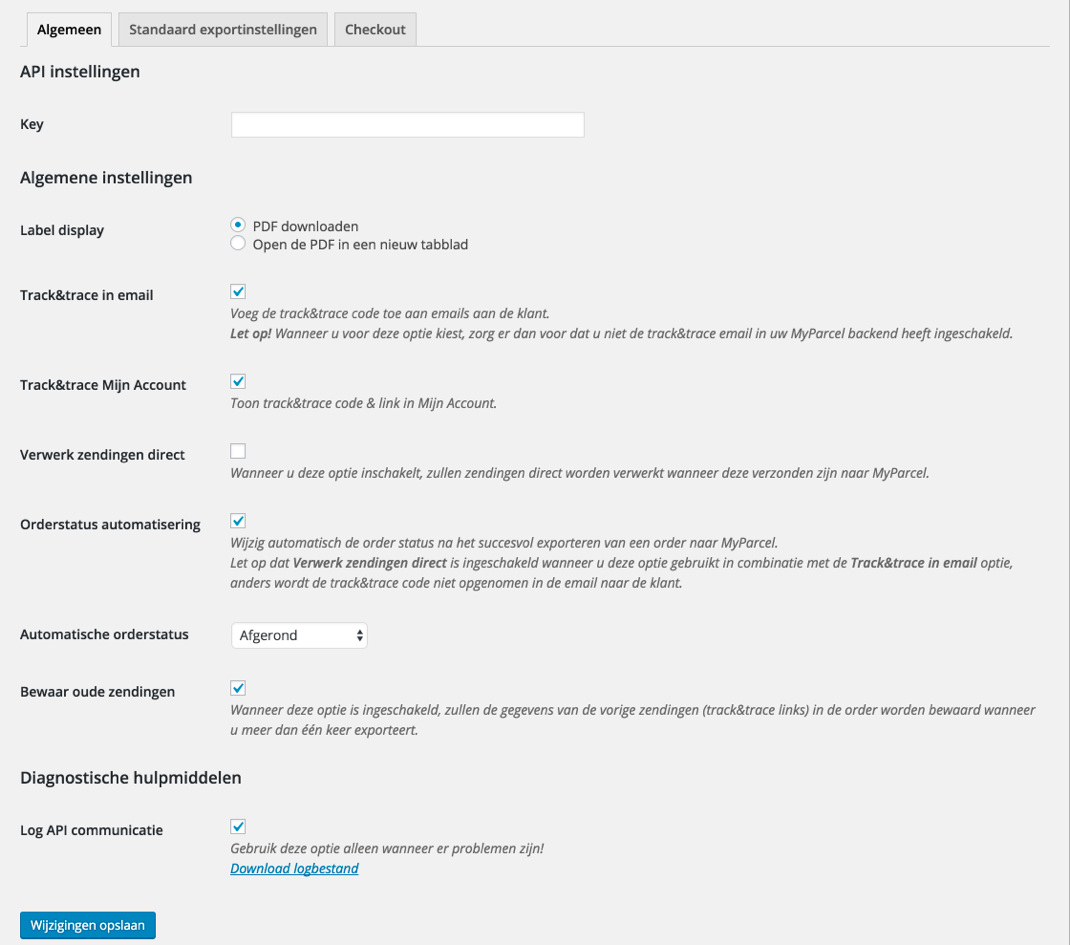 Algemeen
Standaard exportinstellingen
Checkout
API instellingen
Key
Algemene instellingen
Label display
PDF downloaden
Open de PDF in een nieuw tabblad
Track&trace in email
Voeg de track&trace code toe aan emails aan de klant.
Let op! Wanneer u voor deze optie kiest, zorg er dan voor dat u niet de track&trace email in uw MyParcel backend heeft ingeschakeld.
Track&trace Mijn Account
Toon track&trace code & link in Mijn Account.
Verwerk zendingen direct
Wanneer u deze optie inschakelt, zullen zendingen direct worden verwerkt wanneer deze verzonden zijn naar MyParcel.
Orderstatus automatisering
Wijzig automatisch de order status na het succesvol exporteren van een order naar MyParcel.
Let op dat Verwerk zendingen direct is ingeschakeld wanneer u deze optie gebruikt in combinatie met de Track&trace in email optie,
anders wordt de track&trace code niet opgenomen in de email naar de klant.
Automatische orderstatus
Afgerond
Bewaar oude zendingen
Wanneer deze optie is ingeschakeld, zullen de gegevens van de vorige zendingen (track&trace links) in de order worden bewaard wanneer
u meer dan één keer exporteert.
Diagnostische hulpmiddelen
Log API communicatie
Gebruik deze optie alleen wanneer er problemen zijn!
Download logbestand
Wijzigingen opslaan